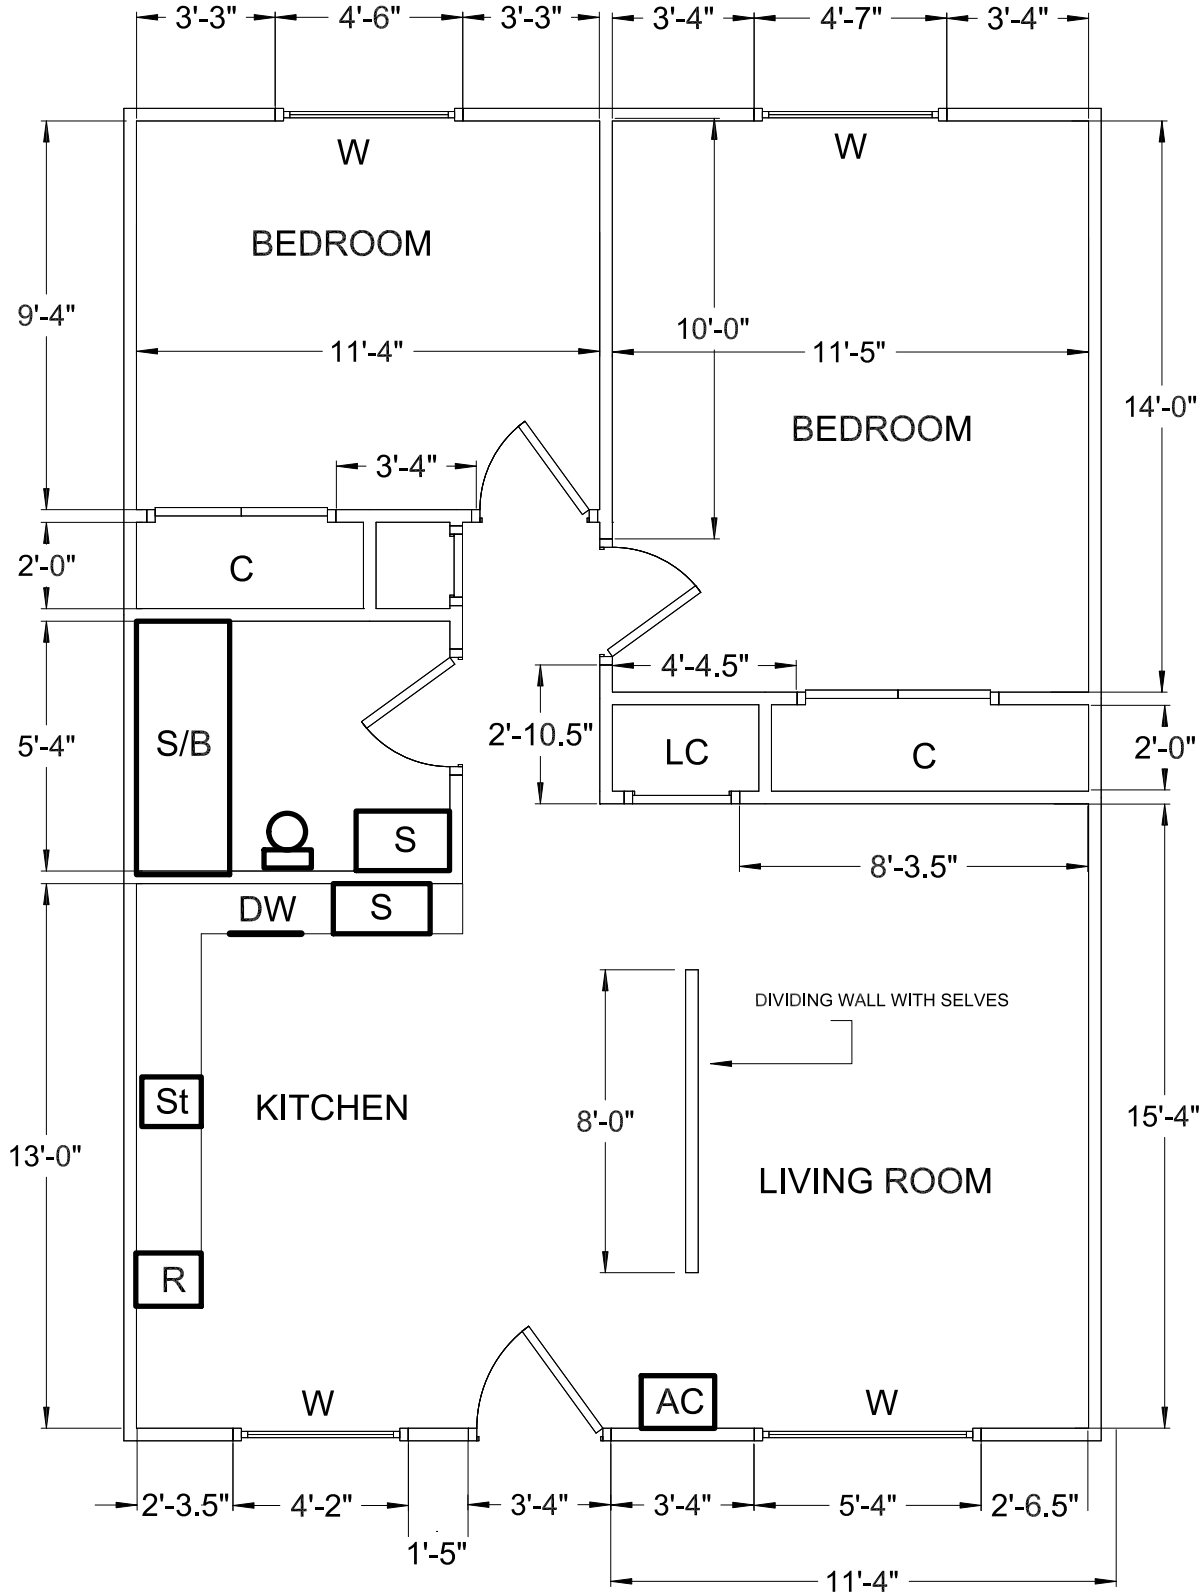 3'-3" 4'-6" 3'-3" 3'-4" 4'-7" 3'-4"
W W
BEDROOM
9'-4"
10'-0"
11'-4" 11'-5"
14'-0"
BEDROOM
3'-4"
2'-0" C
4'-4.5"
5'-4" S/B 2'-10.5" LC C 2'-0"
S
8'-3.5"
DW S
DIVIDING WALL WITH SELVES
St KITCHEN 8'-0" 15'-4"
13'-0"
LIVING ROOM
R
W AC W
2'-3.5" 4'-2" 3'-4" 3'-4" 5'-4" 2'-6.5"
1'-5"
11'-4"